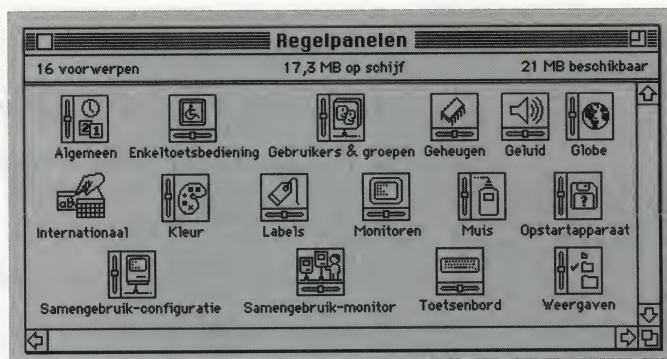 Regelpanelen
16 voorwerpen 17,3 MB op schijf 21 MB beschikbaar
Algemeen Enkeltoetsbediening Gebruikers & groepen Geheugen Geluid Globe
Internationaal Kleur Labels Monitoren Muis Opstartapparaat
Samengebruik-configuratie Samengebruik-monitor Toetsenbord Weergaven